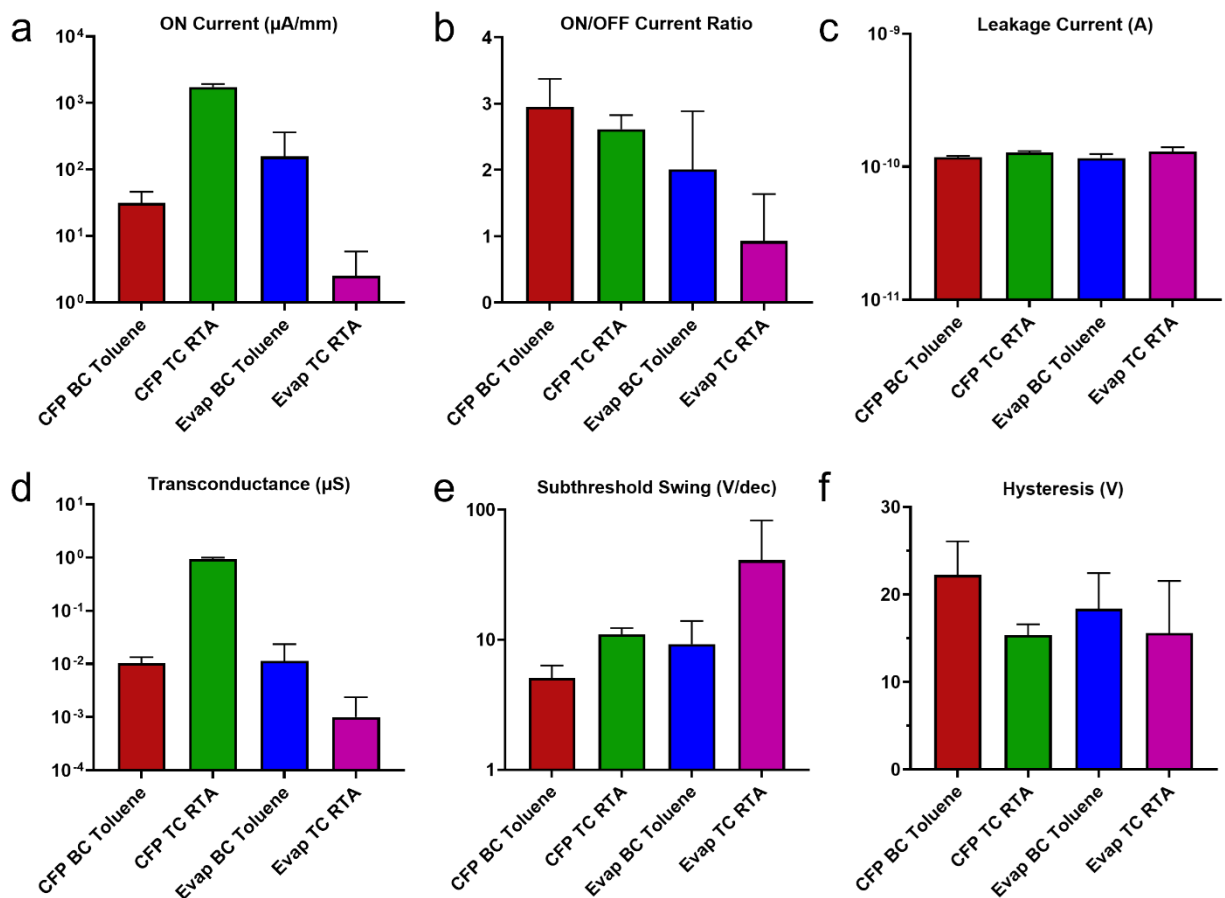 a
ON Current (µA/mm)
10⁴
10³
10²
10¹
10⁰
CFP BC Toluene
CFP TC RTA
Evap BC Toluene
Evap TC RTA
b
ON/OFF Current Ratio
4
3
2
1
0
CFP BC Toluene
CFP TC RTA
Evap BC Toluene
Evap TC RTA
c
Leakage Current (A)
10⁻⁹
10⁻¹⁰
10⁻¹¹
CFP BC Toluene
CFP TC RTA
Evap BC Toluene
Evap TC RTA
d
Transconductance (µS)
10¹
10⁰
10⁻¹
10⁻²
10⁻³
10⁻⁴
CFP BC Toluene
CFP TC RTA
Evap BC Toluene
Evap TC RTA
e
Subthreshold Swing (V/dec)
100
10
1
CFP BC Toluene
CFP TC RTA
Evap BC Toluene
Evap TC RTA
f
Hysteresis (V)
30
20
10
0
CFP BC Toluene
CFP TC RTA
Evap BC Toluene
Evap TC RTA